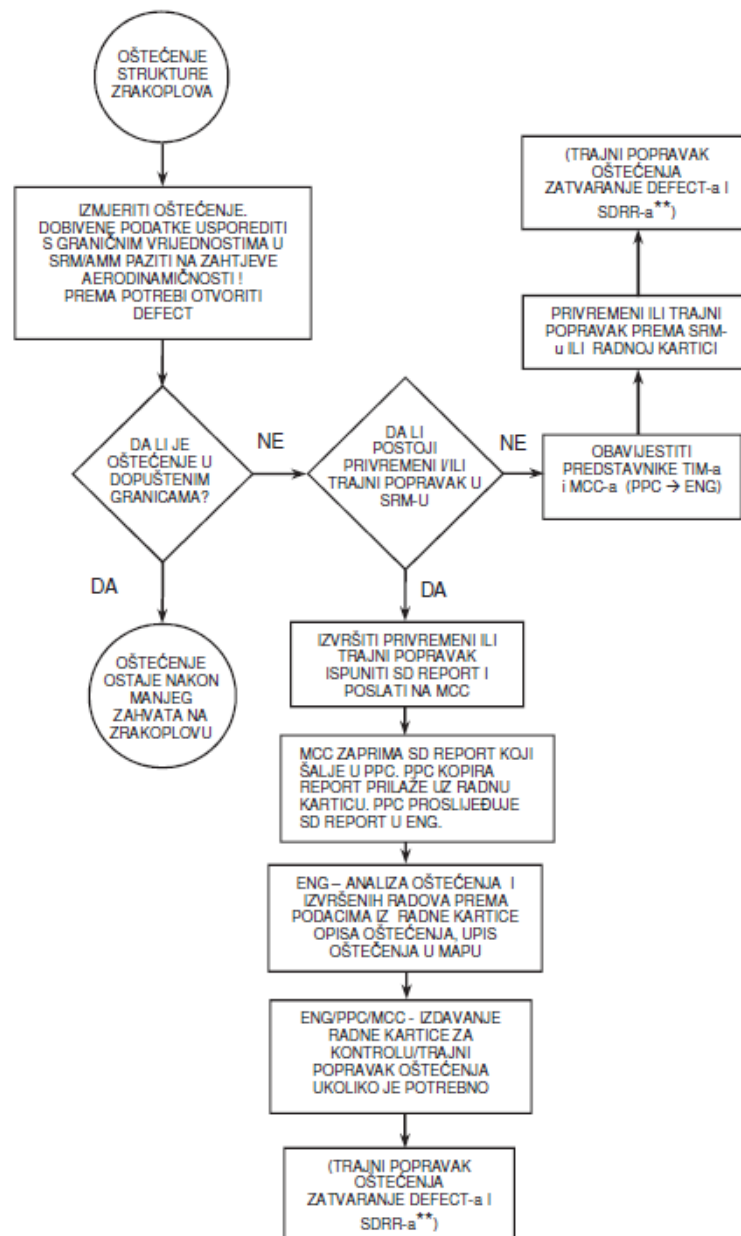 OŠTEĆENJE
STRUKTURE
ZRAKOPLOVA
IZMJERITI OŠTEĆENJE.
DOBIVENE PODATKE USPOREDITI
S GRANIČNIM VRIJEDNOSTIMA U
SRM/AMM PAZITI NA ZAHTJEVE
AERODINAMIČNOSTI !
PREMA POTREBI OTVORITI
DEFECT
DA LI JE
OŠTEĆENJE U
DOPUŠTENIM
GRANICAMA?
NE
DA
OŠTEĆENJE
OSTAJE NAKON
MANJEG
ZAHVATA NA
ZRAKOPLOVU
DA LI
POSTOJI
PRIVREMENI I/ILI
TRAJNI POPRAVAK U
SRM-U
NE
OBAVIJESTITI
PREDSTAVNIKE TIM-a
i MCC-a (PPC → ENG)
PRIVREMENI ILI TRAJNI
POPRAVAK PREMA SRM-
u ILI RADNOJ KARTICI
(TRAJNI POPRAVAK
OŠTEĆENJA
ZATVARANJE DEFECT-a I
SDRR-a**)
DA
IZVRŠITI PRIVREMENI ILI
TRAJNI POPRAVAK
ISPUNITI SD REPORT I
POSLATI NA MCC
MCC ZAPRIMA SD REPORT KOJI
ŠALJE U PPC. PPC KOPIRA
REPORT PRILAŽE UZ RADNU
KARTICU. PPC PROSLIJEĐUJE
SD REPORT U ENG.
ENG – ANALIZA OŠTEĆENJA I
IZVRŠENIH RADOVA PREMA
PODACIMA IZ RADNE KARTICE
OPISA OŠTEĆENJA, UPIS
OŠTEČENJA U MAPU
ENG/PPC/MCC - IZDAVANJE
RADNE KARTICE ZA
KONTROLU/TRAJNI
POPRAVAK OŠTEĆENJA
UKOLIKO JE POTREBNO
(TRAJNI POPRAVAK
OŠTEĆENJA
ZATVARANJE DEFECT-a I
SDRR-a**)